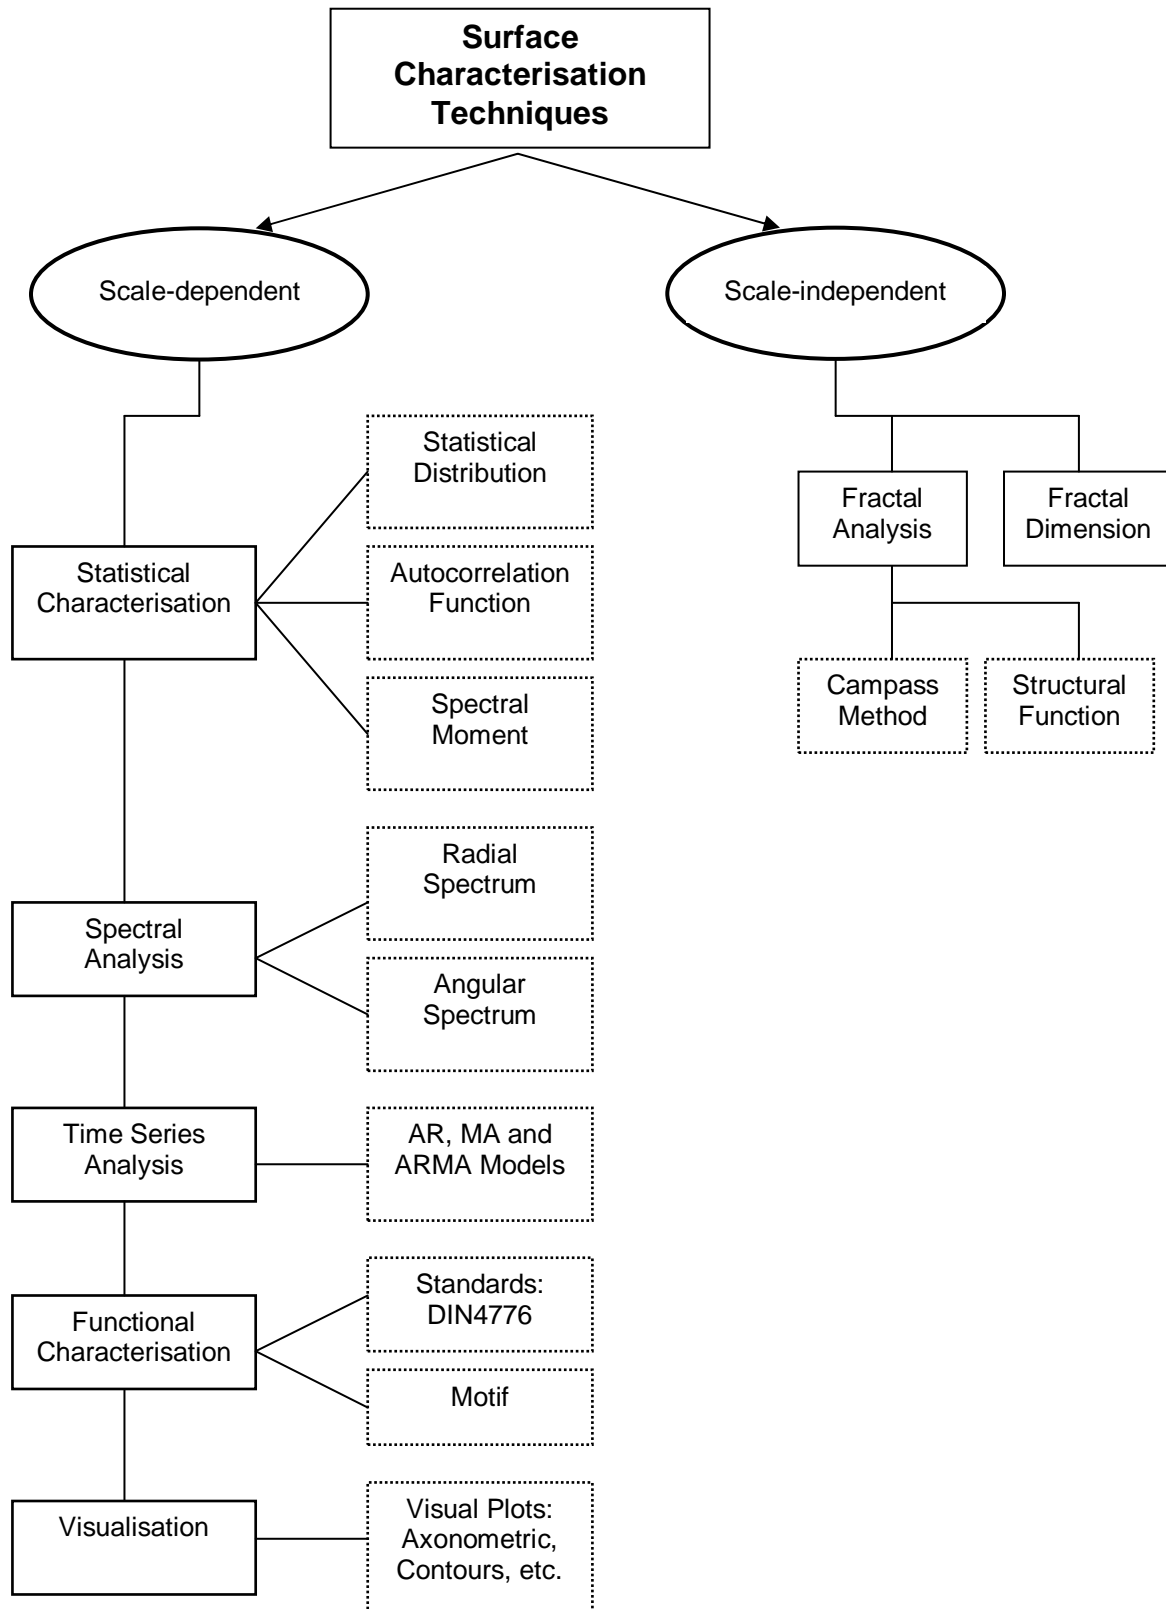 Surface
Characterisation
Techniques
Scale-dependent
Scale-independent
Statistical
Distribution
Fractal
Analysis
Fractal
Dimension
Statistical
Characterisation
Autocorrelation
Function
Spectral
Moment
Campass
Method
Structural
Function
Radial
Spectrum
Spectral
Analysis
Angular
Spectrum
Time Series
Analysis
AR, MA and
ARMA Models
Standards:
DIN4776
Functional
Characterisation
Motif
Visualisation
Visual Plots:
Axonometric,
Contours, etc.